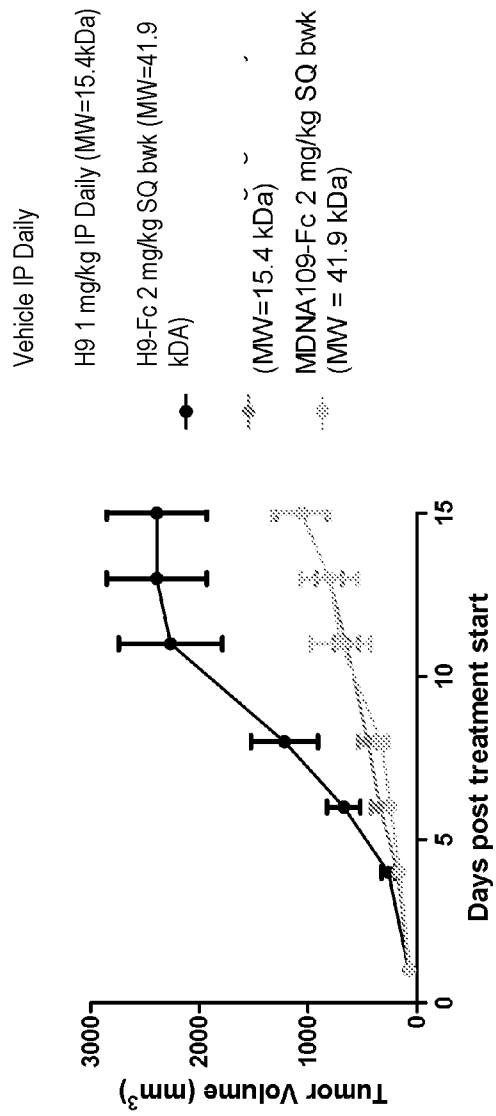 Vehicle IP Daily
H9 1 mg/kg IP Daily (MW=15.4kDa)
H9-Fc 2 mg/kg SQ bwk (MW=41.9
kDA)
(MW=15.4 kDa)
MDNA109-Fc 2 mg/kg SQ bwk
(MW = 41.9 kDa)
3000
2000
1000
0
Tumor Volume (mm³)
0
5
10
15
Days post treatment start